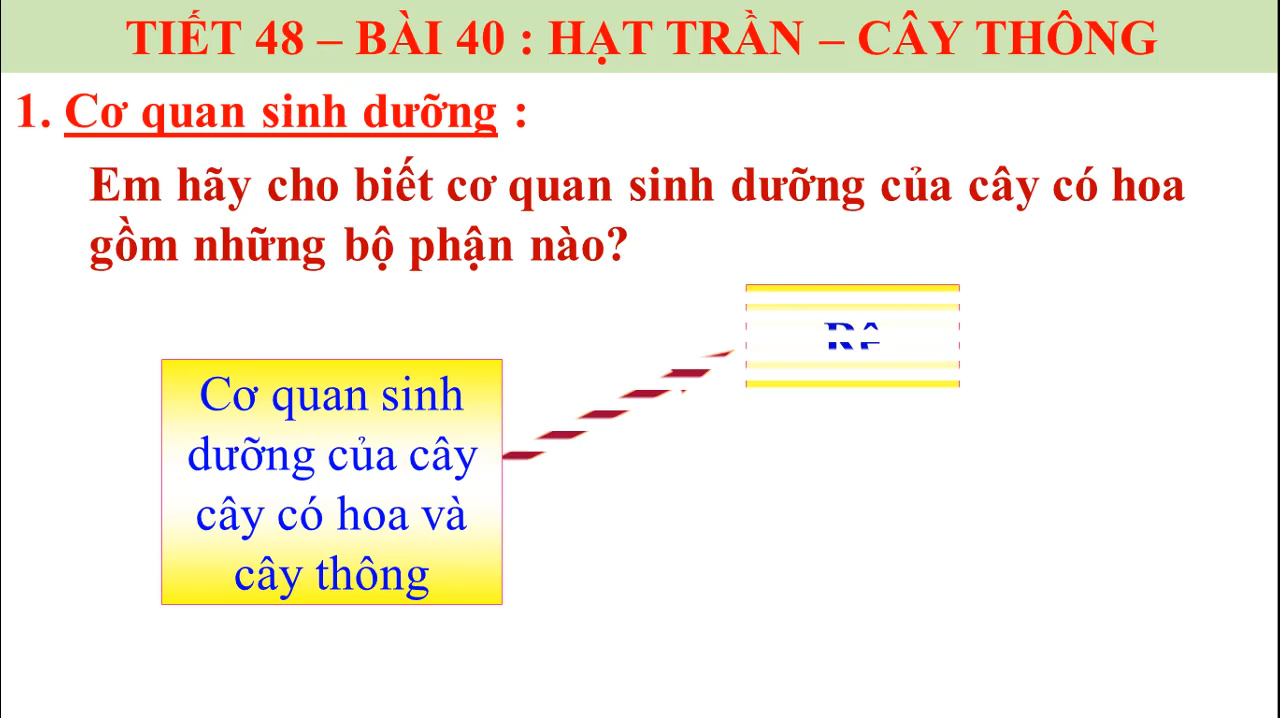 TIẾT 48 – BÀI 40 : HẠT TRẦN – CÂY THÔNG
1. Cơ quan sinh dưỡng :
Em hãy cho biết cơ quan sinh dưỡng của cây có hoa
gồm những bộ phận nào?
Cơ quan sinh
dưỡng của cây
cây có hoa và
cây thông